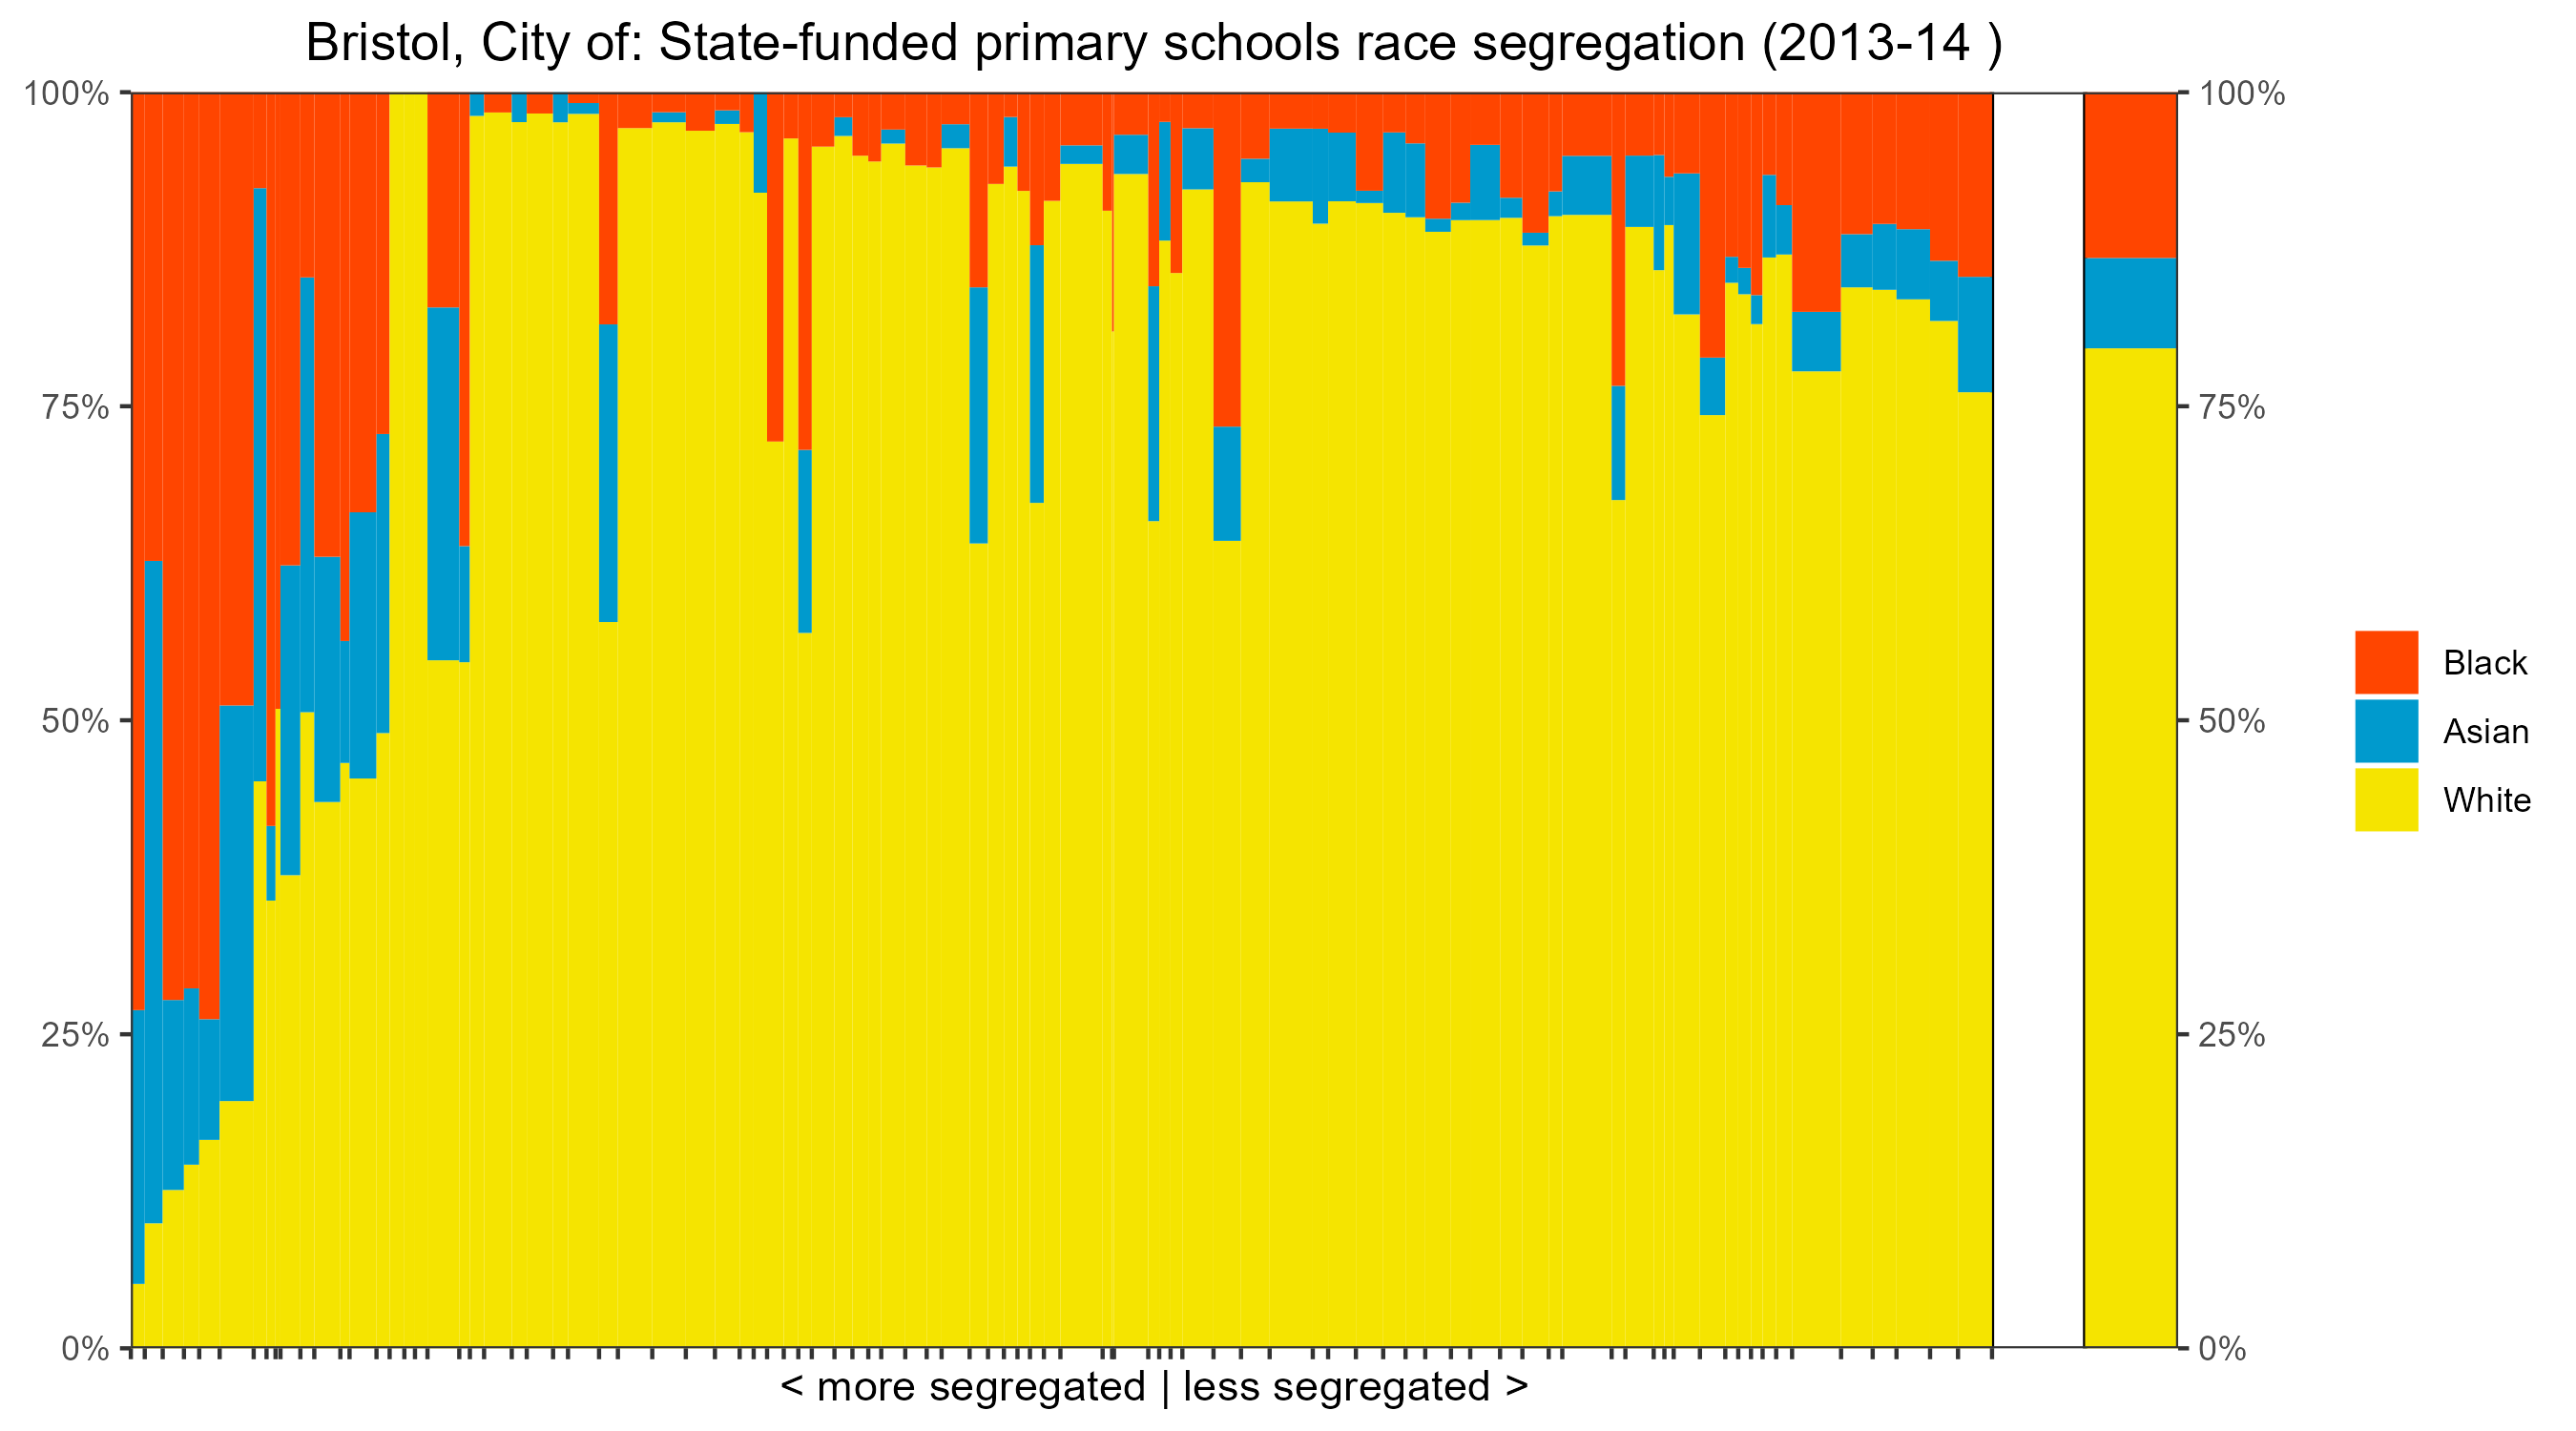 Bristol, City of: State-funded primary schools race segregation (2013-14 )
100%
75%
50%
25%
0%
100%
75%
50%
25%
0%
Black
Asian
White
< more segregated | less segregated >